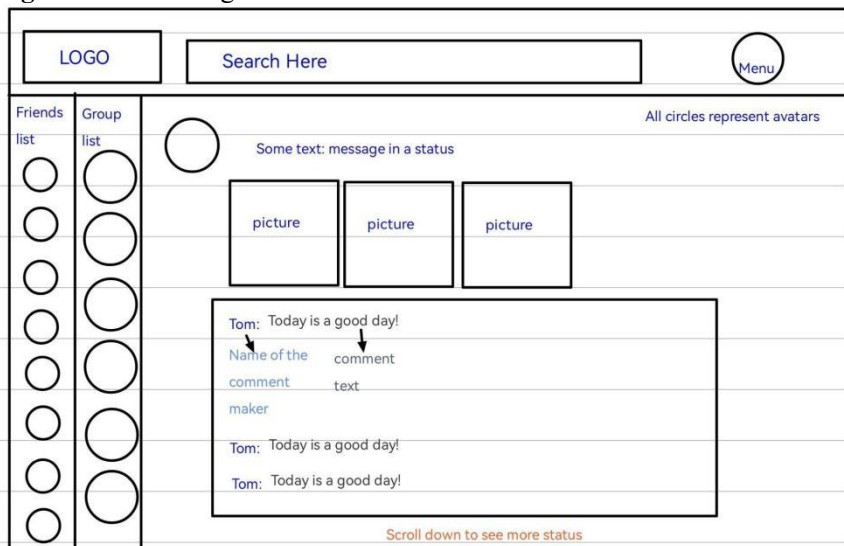 LOGO
Search Here
Menu
Friends
list
Group
list
All circles represent avatars
Some text: message in a status
picture
picture
picture
Tom: Today is a good day!
Name of the
comment
maker
comment
text
Tom: Today is a good day!
Tom: Today is a good day!
Scroll down to see more status